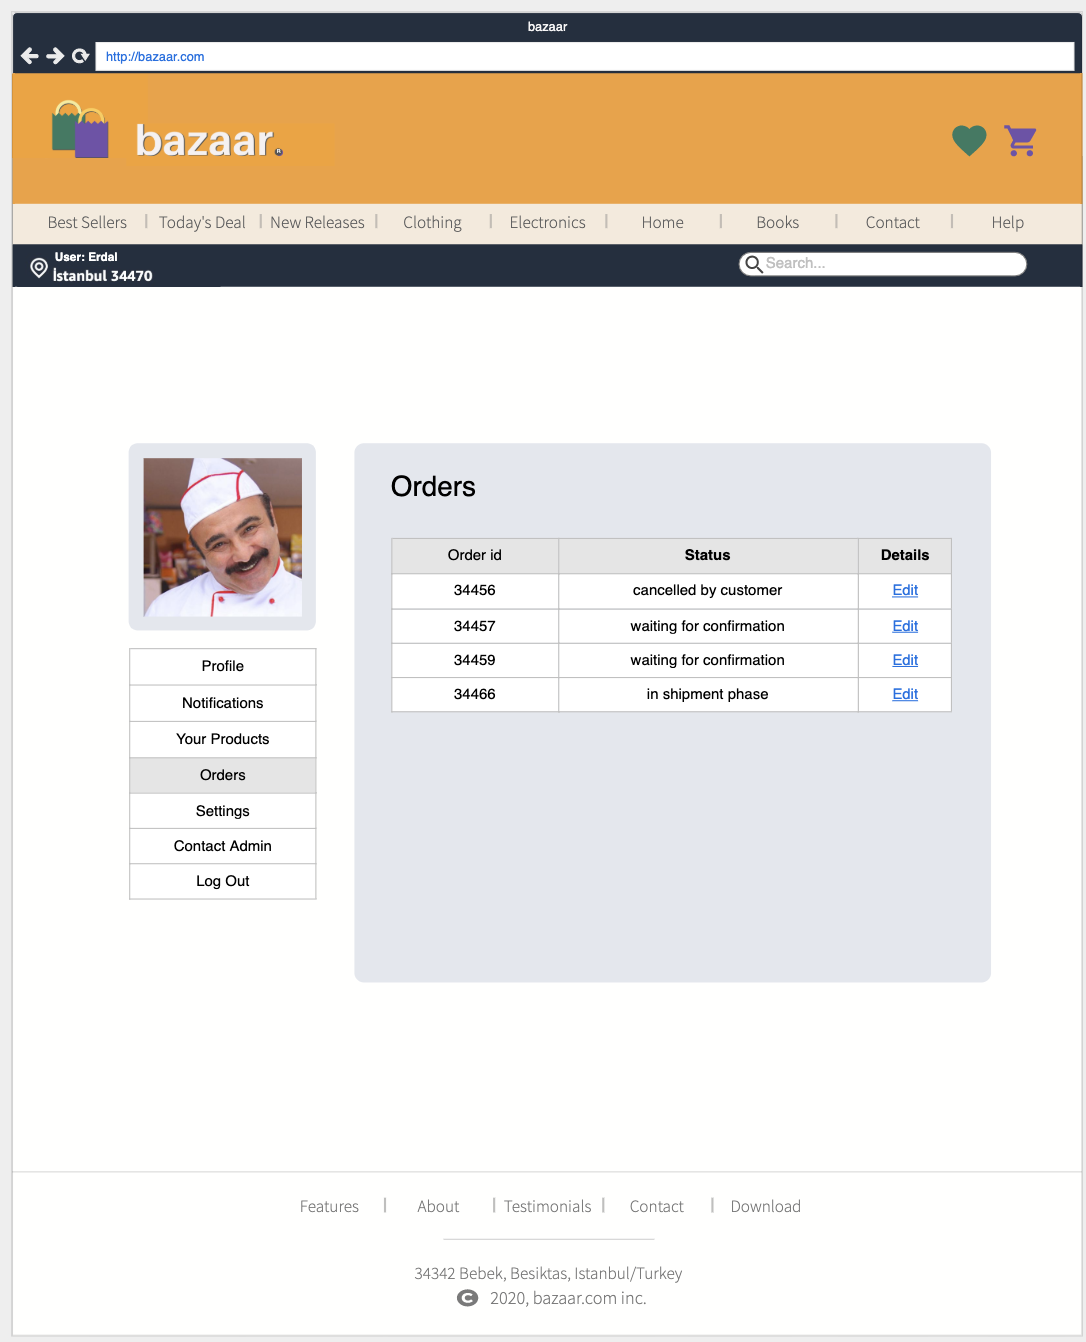 bazaar
http://bazaar.com
bazaar.
Best Sellers | Today's Deal | New Releases | Clothing | Electronics | Home | Books | Contact | Help
User: Erdal
İstanbul 34470
Search...
Orders
Order id Status Details
34456 cancelled by customer Edit
34457 waiting for confirmation Edit
34459 waiting for confirmation Edit
34466 in shipment phase Edit
Profile
Notifications
Your Products
Orders
Settings
Contact Admin
Log Out
Features | About | Testimonials | Contact | Download
34342 Bebek, Besiktas, Istanbul/Turkey
© 2020, bazaar.com inc.